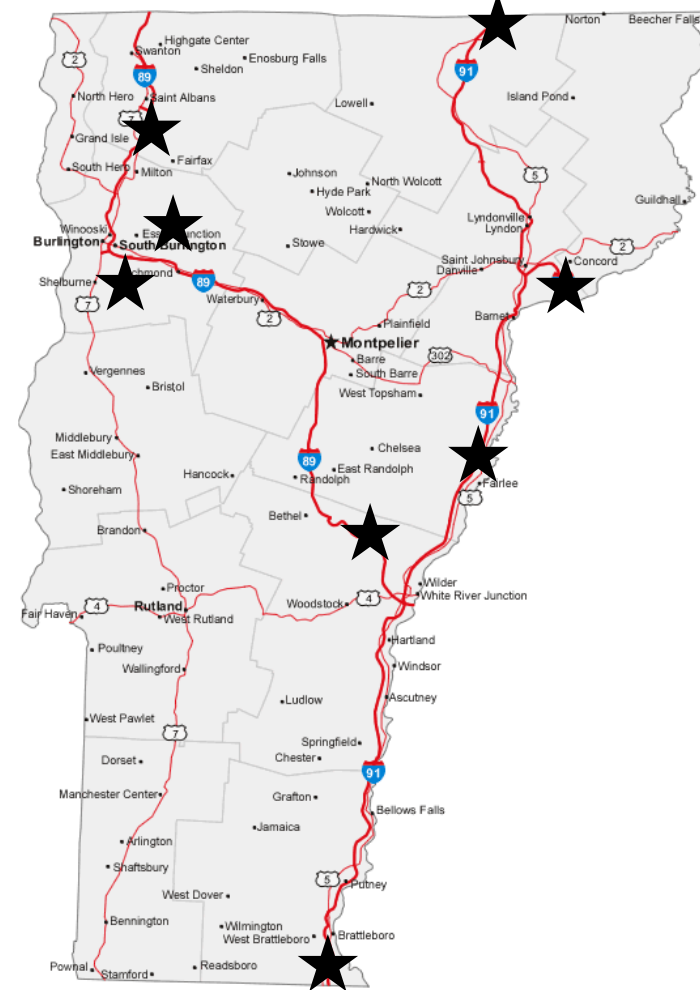 Norton
Beecher Falls
Highgate Center
Swanton
2
Enosburg Falls
Sheldon
89
91
North Hero
Saint Albans
Lowell
Island Pond
7
Grand Isle
Fairfax
South Hero
Milton
Johnson
North Wolcott
5
Hyde Park
Guildhall
Wolcott
Lyndonville
Lyndon
Winooski
Hardwick
Burlington
South Burlington
Stowe
2
Saint Johnsbury
Concord
Danville
Shelburne
89
2
Waterbury
7
2
Barnet
Plainfield
Montpelier
302
Barre
South Barre
Vergennes
Bristol
West Topsham
91
Middlebury
East Middlebury
Chelsea
89
East Randolph
Hancock
Randolph
Fairlee
Shoreham
5
Bethel
Brandon
Proctor
Wilder
White River Junction
4
Woodstock
4
Rutland
Fair Haven
West Rutland
Hartland
Poultney
Wallingford
Windsor
Ludlow
Ascutney
West Pawlet
7
Springfield
Chester
Dorset
91
Manchester Center
Grafton
Bellows Falls
Jamaica
Arlington
Shaftsbury
5
Putney
West Dover
Bennington
Wilmington
West Brattleboro
Brattleboro
Pownal
Stamford
Readsboro